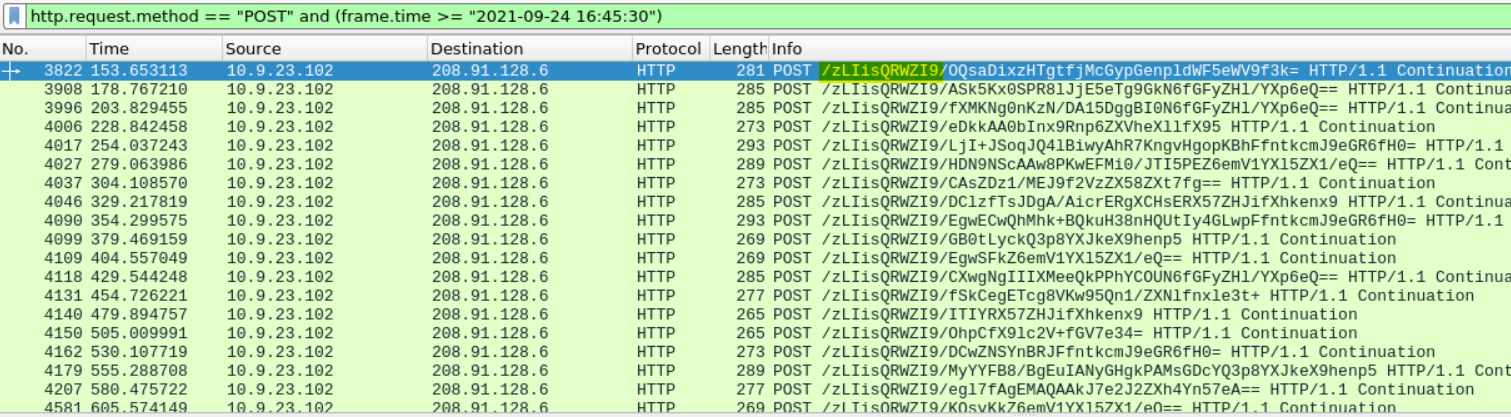 http.request.method == "POST" and (frame.time >= "2021-09-24 16:45:30")
No. Time Source Destination Protocol Length Info
3822 153.653113 10.9.23.102 208.91.128.6 HTTP 281 POST /zLIisQRWZI9/OQsaDixzHTgtfjMcGypGenpldWF5eWV9f3k= HTTP/1.1 Continuation
3908 178.767210 10.9.23.102 208.91.128.6 HTTP 285 POST /zLIisQRWZI9/ASk5Kx0SPR8lJjE5eTg9GkN6fGFyZHl/YXp6eQ== HTTP/1.1 Continua
3996 203.829455 10.9.23.102 208.91.128.6 HTTP 285 POST /zLIisQRWZI9/fXMKNg0nKzN/DA15DggBI0N6fGFyZHl/YXp6eQ== HTTP/1.1 Continua
4006 228.842458 10.9.23.102 208.91.128.6 HTTP 273 POST /zLIisQRWZI9/eDkkAA0bInx9Rnp6ZXVheXllfX95 HTTP/1.1 Continuation
4017 254.037243 10.9.23.102 208.91.128.6 HTTP 293 POST /zLIisQRWZI9/LjI+JSoqJQ4lBiwyAhR7KngvHgopKBhFfntkcmJ9eGR6fH0= HTTP/1.1
4027 279.063986 10.9.23.102 208.91.128.6 HTTP 289 POST /zLIisQRWZI9/HDN9NScAAw8PKwEFMi0/JTI5PEZ6emV1YXl5ZX1/eQ== HTTP/1.1 Cont
4037 304.108570 10.9.23.102 208.91.128.6 HTTP 273 POST /zLIisQRWZI9/CAsZDz1/MEJ9f2VzZX58ZXt7fg== HTTP/1.1 Continuation
4046 329.217819 10.9.23.102 208.91.128.6 HTTP 285 POST /zLIisQRWZI9/DClzfTsJDgA/AicrERgXCHsERX57ZHJifXhkenx9 HTTP/1.1 Continua
4090 354.299575 10.9.23.102 208.91.128.6 HTTP 293 POST /zLIisQRWZI9/EgwECwQhMhk+BQkuH38nHQUtIy4GLwpFfntkcmJ9eGR6fH0= HTTP/1.1
4099 379.469159 10.9.23.102 208.91.128.6 HTTP 269 POST /zLIisQRWZI9/GB0tLyckQ3p8YXJkeX9henp5 HTTP/1.1 Continuation
4109 404.557049 10.9.23.102 208.91.128.6 HTTP 269 POST /zLIisQRWZI9/EgwSFkZ6emV1YXl5ZX1/eQ== HTTP/1.1 Continuation
4118 429.544248 10.9.23.102 208.91.128.6 HTTP 285 POST /zLIisQRWZI9/CXwgNgIIIXMeeQkPPhYCOUN6fGFyZHl/YXp6eQ== HTTP/1.1 Continua
4131 454.726221 10.9.23.102 208.91.128.6 HTTP 277 POST /zLIisQRWZI9/fSkCegETcg8VKw95Qn1/ZXNlfnxle3t+ HTTP/1.1 Continuation
4140 479.894757 10.9.23.102 208.91.128.6 HTTP 265 POST /zLIisQRWZI9/ITIYRX57ZHJifXhkenx9 HTTP/1.1 Continuation
4150 505.009991 10.9.23.102 208.91.128.6 HTTP 265 POST /zLIisQRWZI9/OhpCfX9lc2V+fGV7e34= HTTP/1.1 Continuation
4162 530.107719 10.9.23.102 208.91.128.6 HTTP 273 POST /zLIisQRWZI9/DCwZNSYnBRJFfntkcmJ9eGR6fH0= HTTP/1.1 Continuation
4179 555.288708 10.9.23.102 208.91.128.6 HTTP 289 POST /zLIisQRWZI9/MyYYFB8/BgEuIANyGHgkPAMsGDcYQ3p8YXJkeX9henp5 HTTP/1.1 Cont
4207 580.475722 10.9.23.102 208.91.128.6 HTTP 277 POST /zLIisQRWZI9/egl7fAgEMAQAAkJ7e2J2ZXh4Yn57eA== HTTP/1.1 Continuation
4581 605.574149 10.9.23.102 208.91.128.6 HTTP 269 POST /zLIisQRWZI9/KQsyKkZ6emV1YXl5ZX1/eQ== HTTP/1.1 Continuation